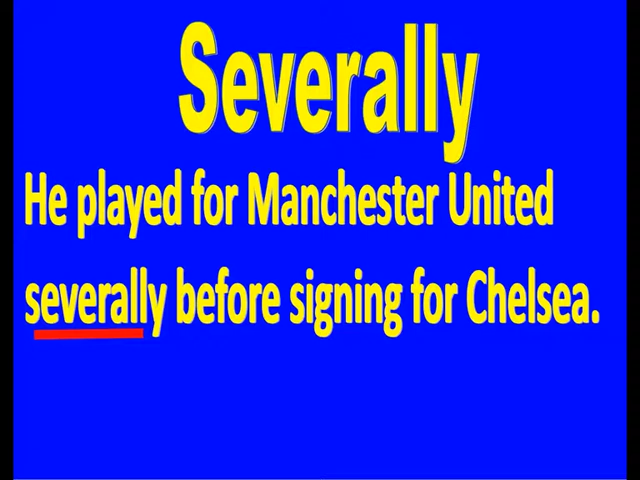 Severally
He played for Manchester United
severally before signing for Chelsea.